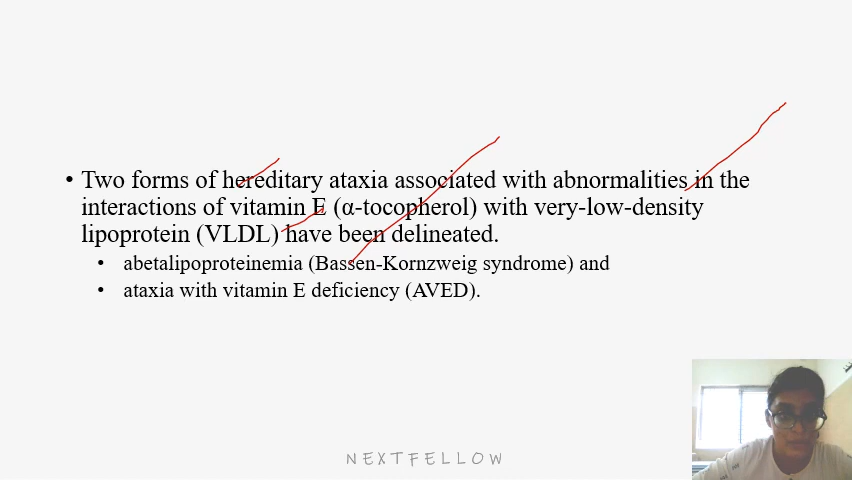 • Two forms of hereditary ataxia associated with abnormalities in the
interactions of vitamin E (α-tocopherol) with very-low-density
lipoprotein (VLDL) have been delineated.
• abetalipoproteinemia (Bassen-Kornzweig syndrome) and
• ataxia with vitamin E deficiency (AVED).
NEXTFELLOW